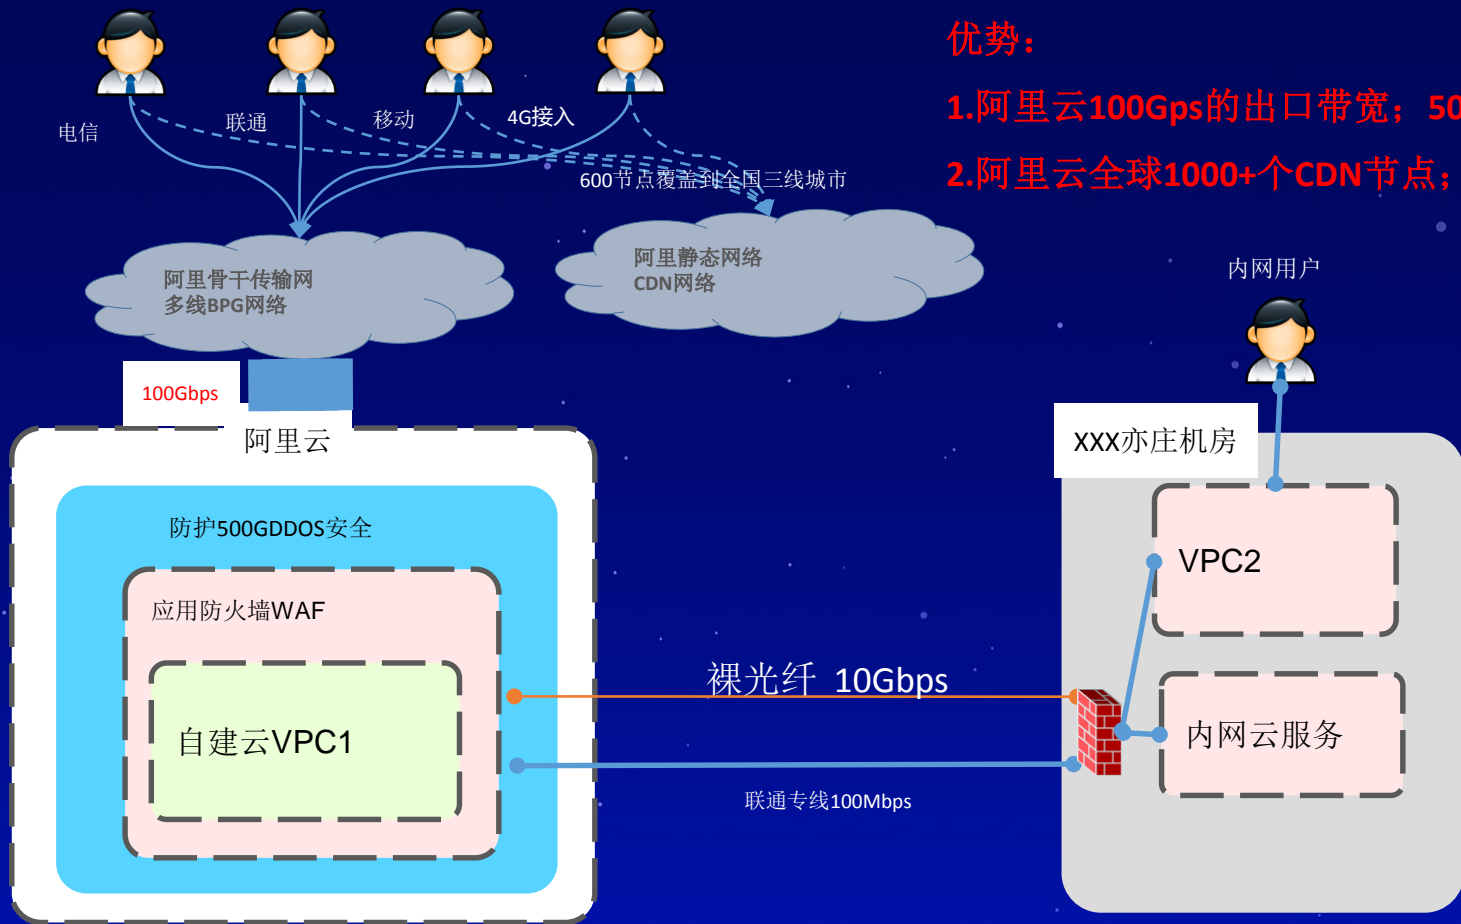 优势：
1.阿里云100Gps的出口带宽；50
2.阿里云全球1000+个CDN节点；
电信
联通
移动
4G接入
600节点覆盖到全国三线城市
阿里骨干传输网
多线BPG网络
阿里静态网络
CDN网络
内网用户
100Gbps
阿里云
XXX亦庄机房
防护500GDDOS安全
应用防火墙WAF
自建云VPC1
裸光纤 10Gbps
联通专线100Mbps
VPC2
内网云服务